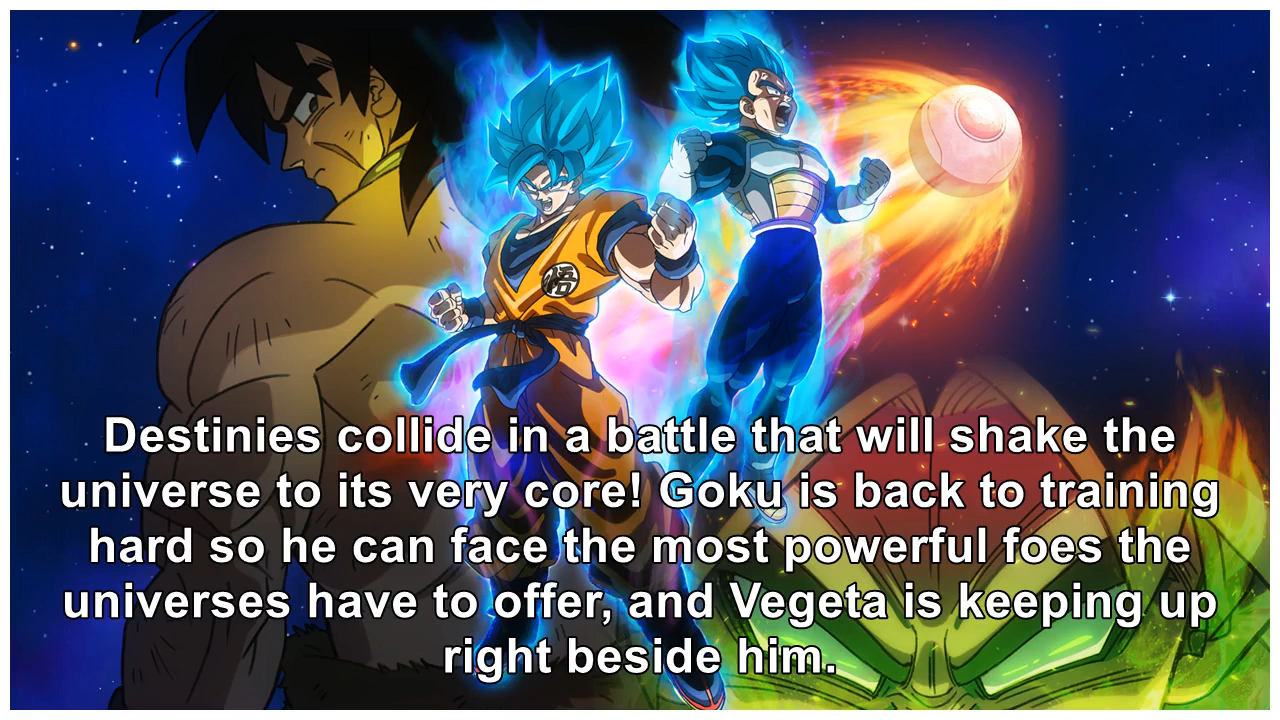 悟
Destinies collide in a battle that will shake the
universe to its very core! Goku is back to training
hard so he can face the most powerful foes the
universes have to offer, and Vegeta is keeping up
right beside him.